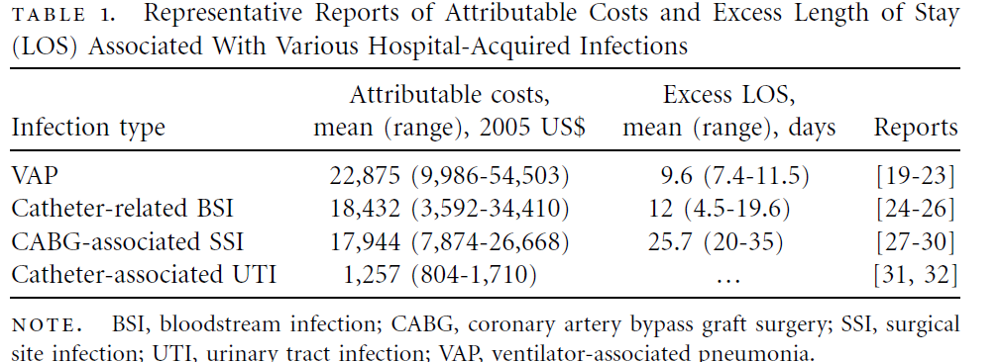 TABLE 1. Representative Reports of Attributable Costs and Excess Length of Stay
(LOS) Associated With Various Hospital-Acquired Infections
Attributable costs, Excess LOS,
Infection type mean (range), 2005 US$ mean (range), days Reports
VAP 22,875 (9,986-54,503) 9.6 (7.4-11.5) [19-23]
Catheter-related BSI 18,432 (3,592-34,410) 12 (4.5-19.6) [24-26]
CABG-associated SSI 17,944 (7,874-26,668) 25.7 (20-35) [27-30]
Catheter-associated UTI 1,257 (804-1,710) … [31, 32]
NOTE. BSI, bloodstream infection; CABG, coronary artery bypass graft surgery; SSI, surgical
site infection; UTI, urinary tract infection; VAP, ventilator-associated pneumonia.